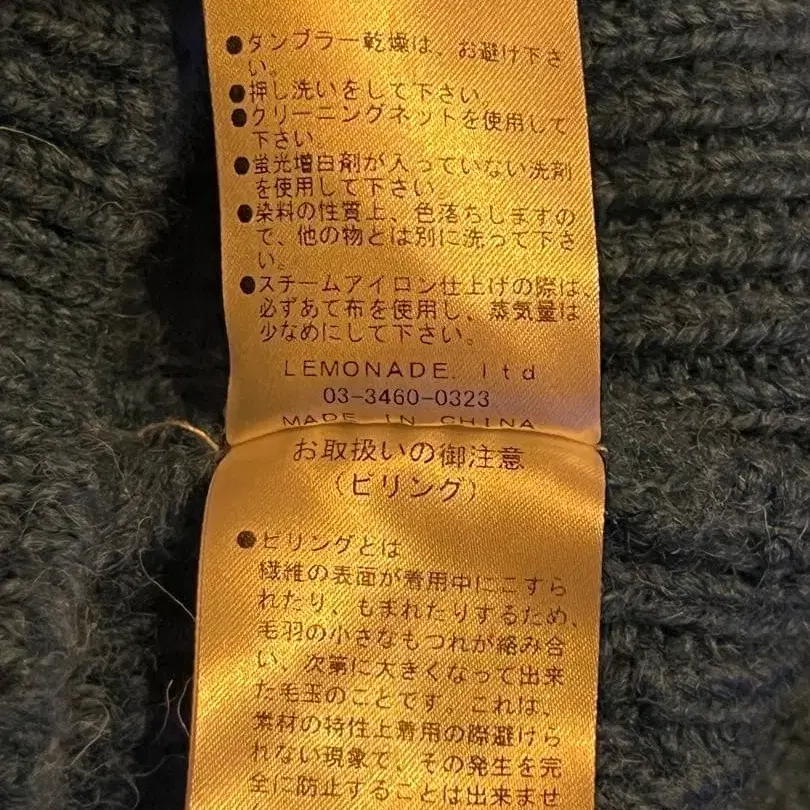 ●タンブラー乾燥は、お避け下さ
い。
●押し洗いをして下さい。
●クリーニングネットを使用して
下さい。
●蛍光増白剤が入っていない洗剤
を使用して下さい。
●染料の性質上、色落ちしますの
で、他の物とは別に洗って下さ
い。
●スチームアイロン仕上げの際は、
必ずあて布を使用し、蒸気量は
少なめにして下さい。
LEMONADE. ltd
03-3460-0323
MADE IN CHINA
お取扱いの御注意
(ピリング)
●ピリングとは
繊維の表面が着用中にこすら
れたり、もまれたりするため、
毛羽の小さなもつれが絡み合
い、次第に大きくなって出来
た毛玉のことです。これは、
素材の特性上着用の際避けら
れない現象で、その発生を完
全に防止することは出来ませ